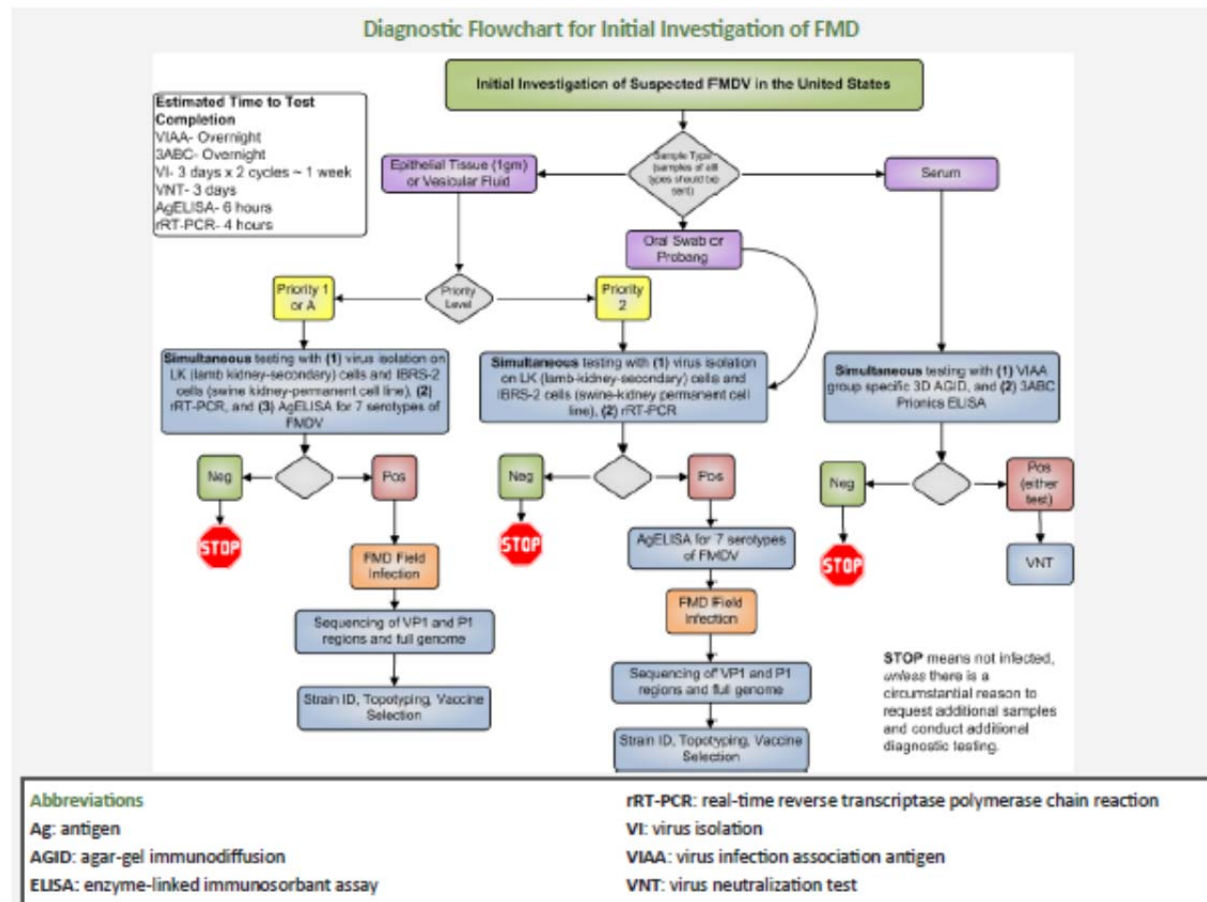 Diagnostic Flowchart for Initial Investigation of FMD
Initial Investigation of Suspected FMDV in the United States
Estimated Time to Test
Completion
VIAA- Overnight
3ABC- Overnight
VI- 3 days x 2 cycles ~ 1 week
VNT- 3 days
AgELISA- 6 hours
rRT-PCR- 4 hours
Sample Type
(samples of all
types should be
sent)
Epithelial Tissue (1gm)
or Vesicular Fluid
Serum
Oral Swab or
Probang
Priority 1
or A
Priority
Level
Priority
2
Simultaneous testing with (1) virus isolation on
LK (lamb kidney-secondary) cells and IBRS-2
cells (swine kidney-permanent cell line), (2)
rRT-PCR, and (3) AgELISA for 7 serotypes of
FMDV
Simultaneous testing with (1) virus isolation
on LK (lamb-kidney-secondary) cells and
IBRS-2 cells (swine-kidney permanent cell
line), (2) rRT-PCR
Simultaneous testing with (1) VIAA
group specific 3D AGID, and (2) 3ABC
Prionics ELISA
Neg
Pos
Neg
Pos
Neg
Pos
(either
test)
STOP
STOP
STOP
FMD Field
Infection
AgELISA for 7 serotypes
of FMDV
VNT
Sequencing of VP1 and P1
regions and full genome
FMD Field
Infection
Strain ID, Topotyping, Vaccine
Selection
Sequencing of VP1 and P1
regions and full genome
Strain ID, Topotyping, Vaccine
Selection
STOP means not infected,
unless there is a
circumstantial reason to
request additional samples
and conduct additional
diagnostic testing.
Abbreviations
Ag: antigen
AGID: agar-gel immunodiffusion
ELISA: enzyme-linked immunosorbant assay
rRT-PCR: real-time reverse transcriptase polymerase chain reaction
VI: virus isolation
VIAA: virus infection association antigen
VNT: virus neutralization test